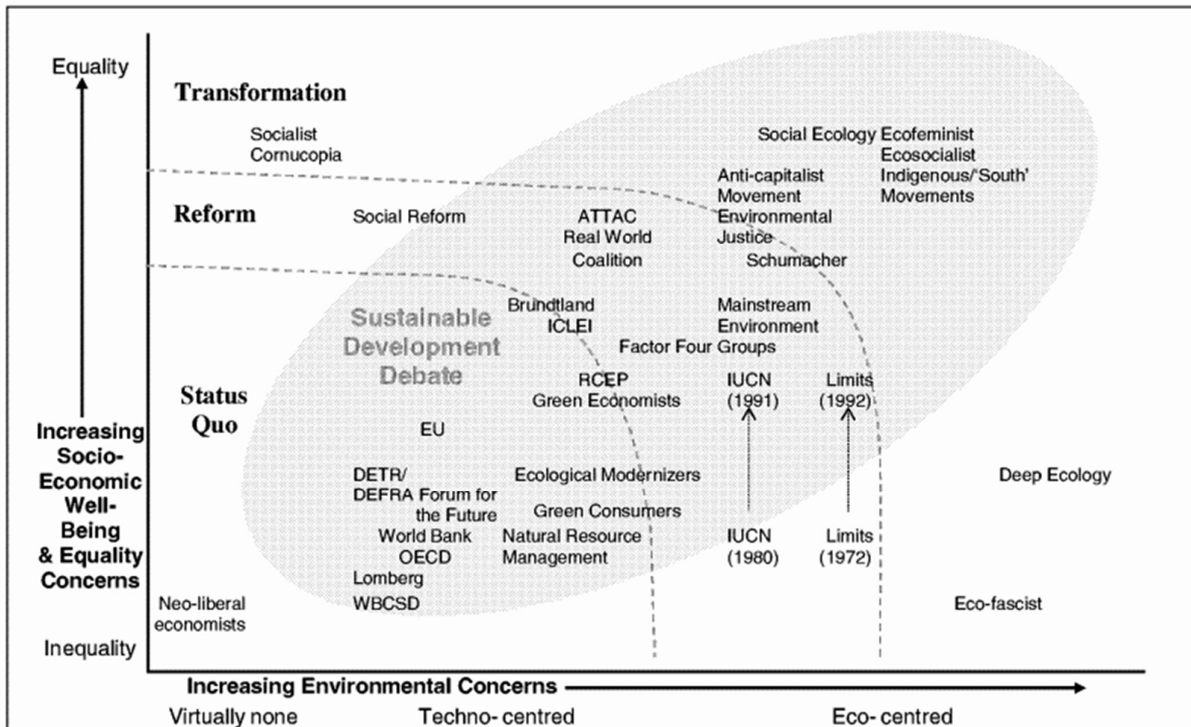 Equality
Transformation
Socialist
Cornucopia
Social Ecology Ecofeminist
Ecosocialist
Indigenous/'South'
Movements
Anti-capitalist
Movement
Environmental
Justice
Reform
Social Reform
ATTAC
Real World
Coalition
Schumacher
Brundtland
ICLEI
Mainstream
Environment
Factor Four Groups
Sustainable
Development
Debate
RCEP
Green Economists
IUCN
(1991)
Limits
(1992)
Status
Quo
EU
Increasing
Socio-
Economic
Well-
Being
& Equality
Concerns
DETR/
DEFRA Forum for
the Future
Ecological Modernizers
Deep Ecology
Green Consumers
World Bank
OECD
Natural Resource
Management
IUCN
(1980)
Limits
(1972)
Lomberg
WBCSD
Neo-liberal
economists
Eco-fascist
Inequality
Increasing Environmental Concerns
Virtually none
Techno- centred
Eco- centred